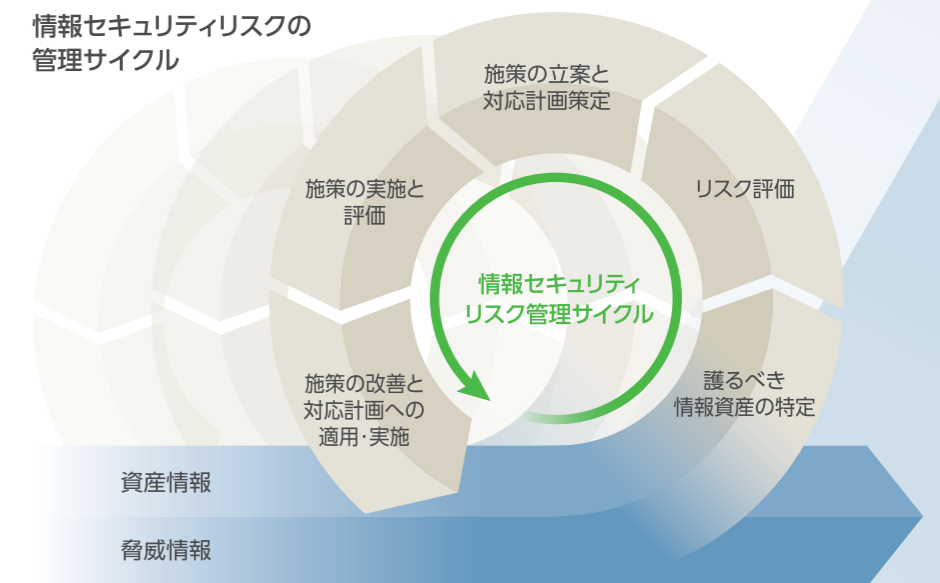 情報セキュリティリスクの
管理サイクル
施策の立案と
対応計画策定
施策の実施と
評価
リスク評価
情報セキュリティ
リスク管理サイクル
施策の改善と
対応計画への
適用・実施
護るべき
情報資産の特定
資産情報
脅威情報